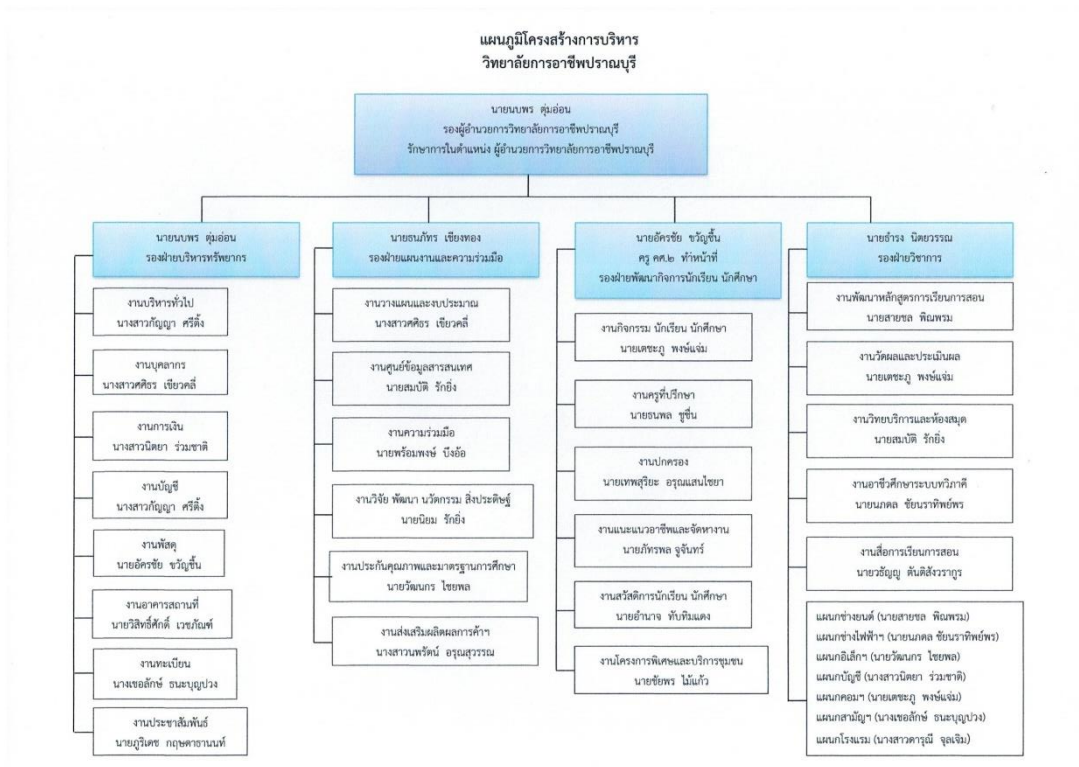 แผนภูมิโครงสร้างการบริหาร
วิทยาลัยการอาชีพปราณบุรี
นายนบพร ตุ่มอ่อน
รองผู้อำนวยการวิทยาลัยการอาชีพปราณบุรี
รักษาการในตำแหน่ง ผู้อำนวยการวิทยาลัยการอาชีพปราณบุรี
นายนบพร ตุ่มอ่อน
รองฝ่ายบริหารทรัพยากร
งานบริหารทั่วไป
นางสาวกัญญา ศรีดิ้ง
งานบุคลากร
นางสาวศศิธร เขียวคลี่
งานการเงิน
นางสาวนิตยา ร่วมชาติ
งานบัญชี
นางสาวกัญญา ศรีดิ้ง
งานพัสดุ
นายอัครชัย ขวัญชื้น
งานอาคารสถานที่
นายวิสิทธิ์ศักดิ์ เวชภัณฑ์
งานทะเบียน
นางเชอลักษ์ ธนะบุญปวง
งานประชาสัมพันธ์
นายภูริเดช กฤษดาธานนท์
นายธนภัทร เชียงทอง
รองฝ่ายแผนงานและความร่วมมือ
งานวางแผนและงบประมาณ
นางสาวศศิธร เขียวคลี่
งานศูนย์ข้อมูลสารสนเทศ
นายสมบัติ รักยิ่ง
งานความร่วมมือ
นายพร้อมพงษ์ บึงอ้อ
งานวิจัย พัฒนา นวัตกรรม สิ่งประดิษฐ์
นายนิยม รักยิ่ง
งานประกันคุณภาพและมาตรฐานการศึกษา
นายวัฒนกร ไชยพล
งานส่งเสริมผลิตผลการค้าฯ
นางสาวนพรัตน์ อรุณสุวรรณ
นายอัครชัย ขวัญชื้น
ครู คศ.๒ ทำหน้าที่
รองฝ่ายพัฒนากิจการนักเรียน นักศึกษา
งานกิจกรรม นักเรียน นักศึกษา
นายเตชะภู พงษ์แจ่ม
งานครูที่ปรึกษา
นายธนพล ชูชื่น
งานปกครอง
นายเทพสุริยะ อรุณแสนไชยา
งานแนะแนวอาชีพและจัดหางาน
นายภัทรพล จูจันทร์
งานสวัสดิการนักเรียน นักศึกษา
นายอำนาจ ทับทิมแดง
งานโครงการพิเศษและบริการชุมชน
นายชัยพร ไม้แก้ว
นายธำรง นิตยวรรณ
รองฝ่ายวิชาการ
งานพัฒนาหลักสูตรการเรียนการสอน
นายสายชล พิณพรม
งานวัดผลและประเมินผล
นายเตชะภู พงษ์แจ่ม
งานวิทยบริการและห้องสมุด
นายสมบัติ รักยิ่ง
งานอาชีวศึกษาระบบทวิภาคี
นายนภดล ชัยนราทิพย์พร
งานสื่อการเรียนการสอน
นายวธัญญู ตันติสังวรากูร
แผนกช่างยนต์ (นายสายชล พิณพรม)
แผนกช่างไฟฟ้าฯ (นายนภดล ชัยนราทิพย์พร)
แผนกอิเล็กฯ (นายวัฒนกร ไชยพล)
แผนกบัญชี (นางสาวนิตยา ร่วมชาติ)
แผนกคอมฯ (นายเตชะภู พงษ์แจ่ม)
แผนกสามัญฯ (นางเชอลักษ์ ธนะบุญปวง)
แผนกโรงแรม (นางสาวดารุณี จุลเจิม)